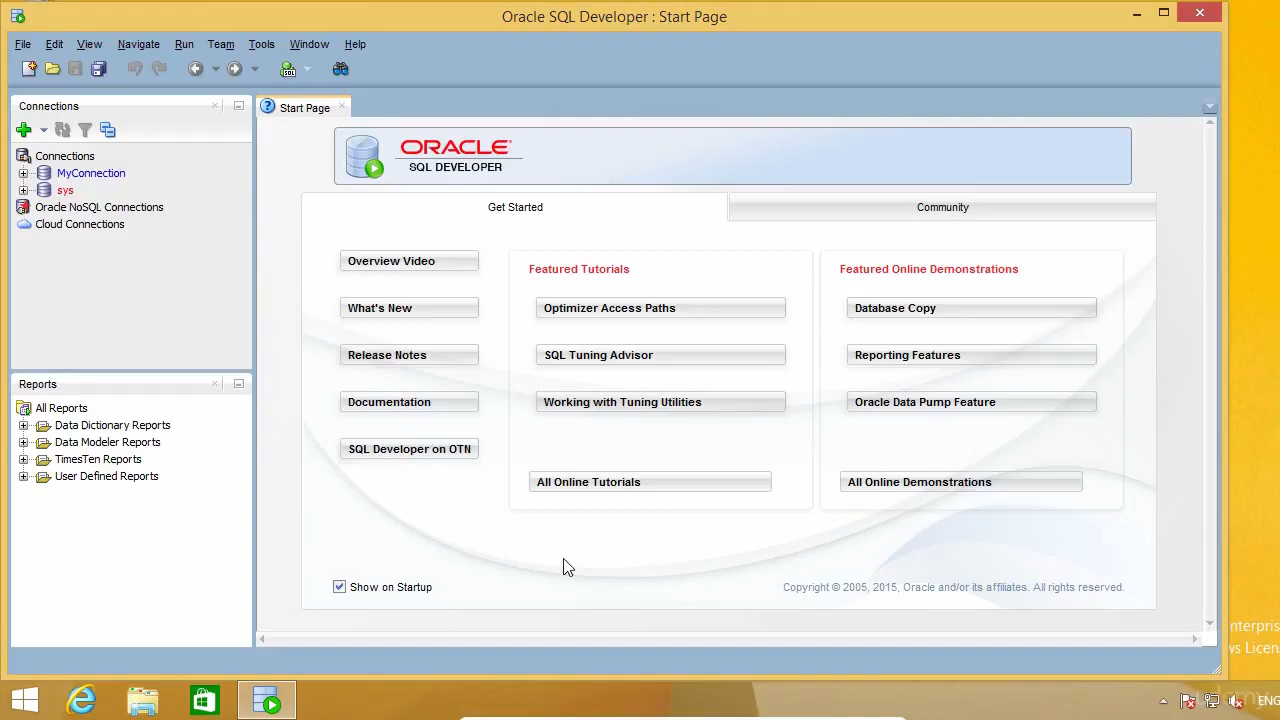 Oracle SQL Developer : Start Page
File Edit View Navigate Run Team Tools Window Help
Connections
Start Page
Connections
MyConnection
sys
Oracle NoSQL Connections
Cloud Connections
Reports
All Reports
Data Dictionary Reports
Data Modeler Reports
TimesTen Reports
User Defined Reports
ORACLE
SQL DEVELOPER
Get Started
Community
Overview Video
What's New
Release Notes
Documentation
SQL Developer on OTN
Featured Tutorials
Optimizer Access Paths
SQL Tuning Advisor
Working with Tuning Utilities
All Online Tutorials
Featured Online Demonstrations
Database Copy
Reporting Features
Oracle Data Pump Feature
All Online Demonstrations
Show on Startup
Copyright © 2005, 2015, Oracle and/or its affiliates. All rights reserved.
nterpris
vs Licen
ENG